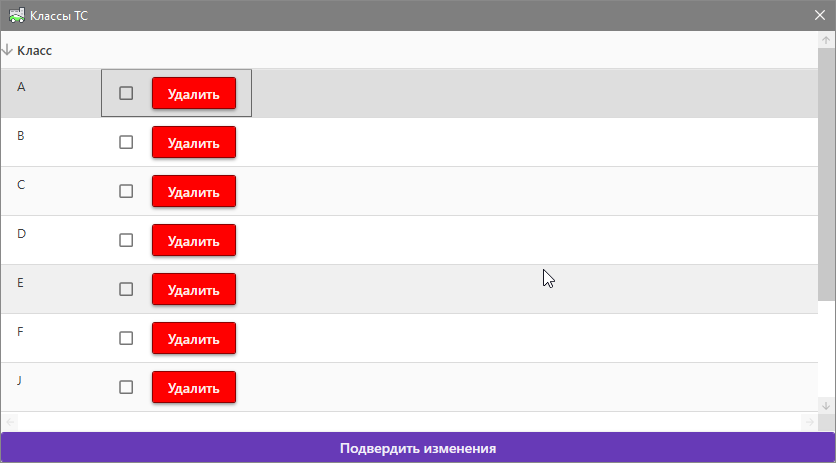 Классы ТС
Класс
A
Удалить
B
Удалить
C
Удалить
D
Удалить
E
Удалить
F
Удалить
J
Удалить
Подвердить изменения